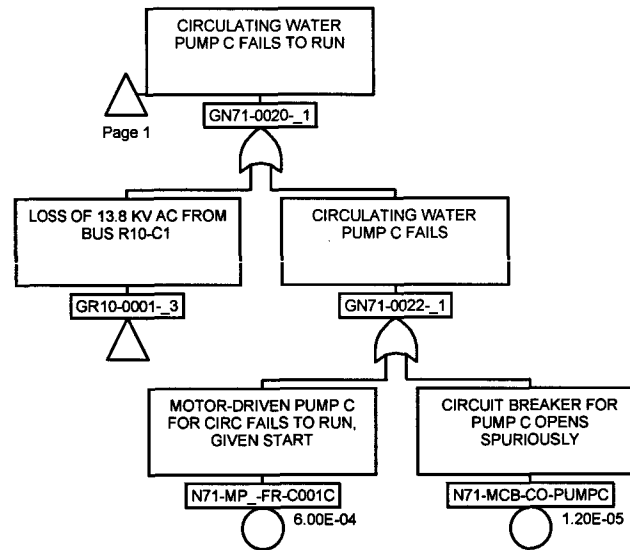 CIRCULATING WATER
PUMP C FAILS TO RUN
Page 1
GN71-0020-_1
LOSS OF 13.8 KV AC FROM
BUS R10-C1
CIRCULATING WATER
PUMP C FAILS
GR10-0001-_3
GN71-0022-_1
MOTOR-DRIVEN PUMP C
FOR CIRC FAILS TO RUN,
GIVEN START
CIRCUIT BREAKER FOR
PUMP C OPENS
SPURIOUSLY
N71-MP_-FR-C001C
6.00E-04
N71-MCB-CO-PUMPC
1.20E-05